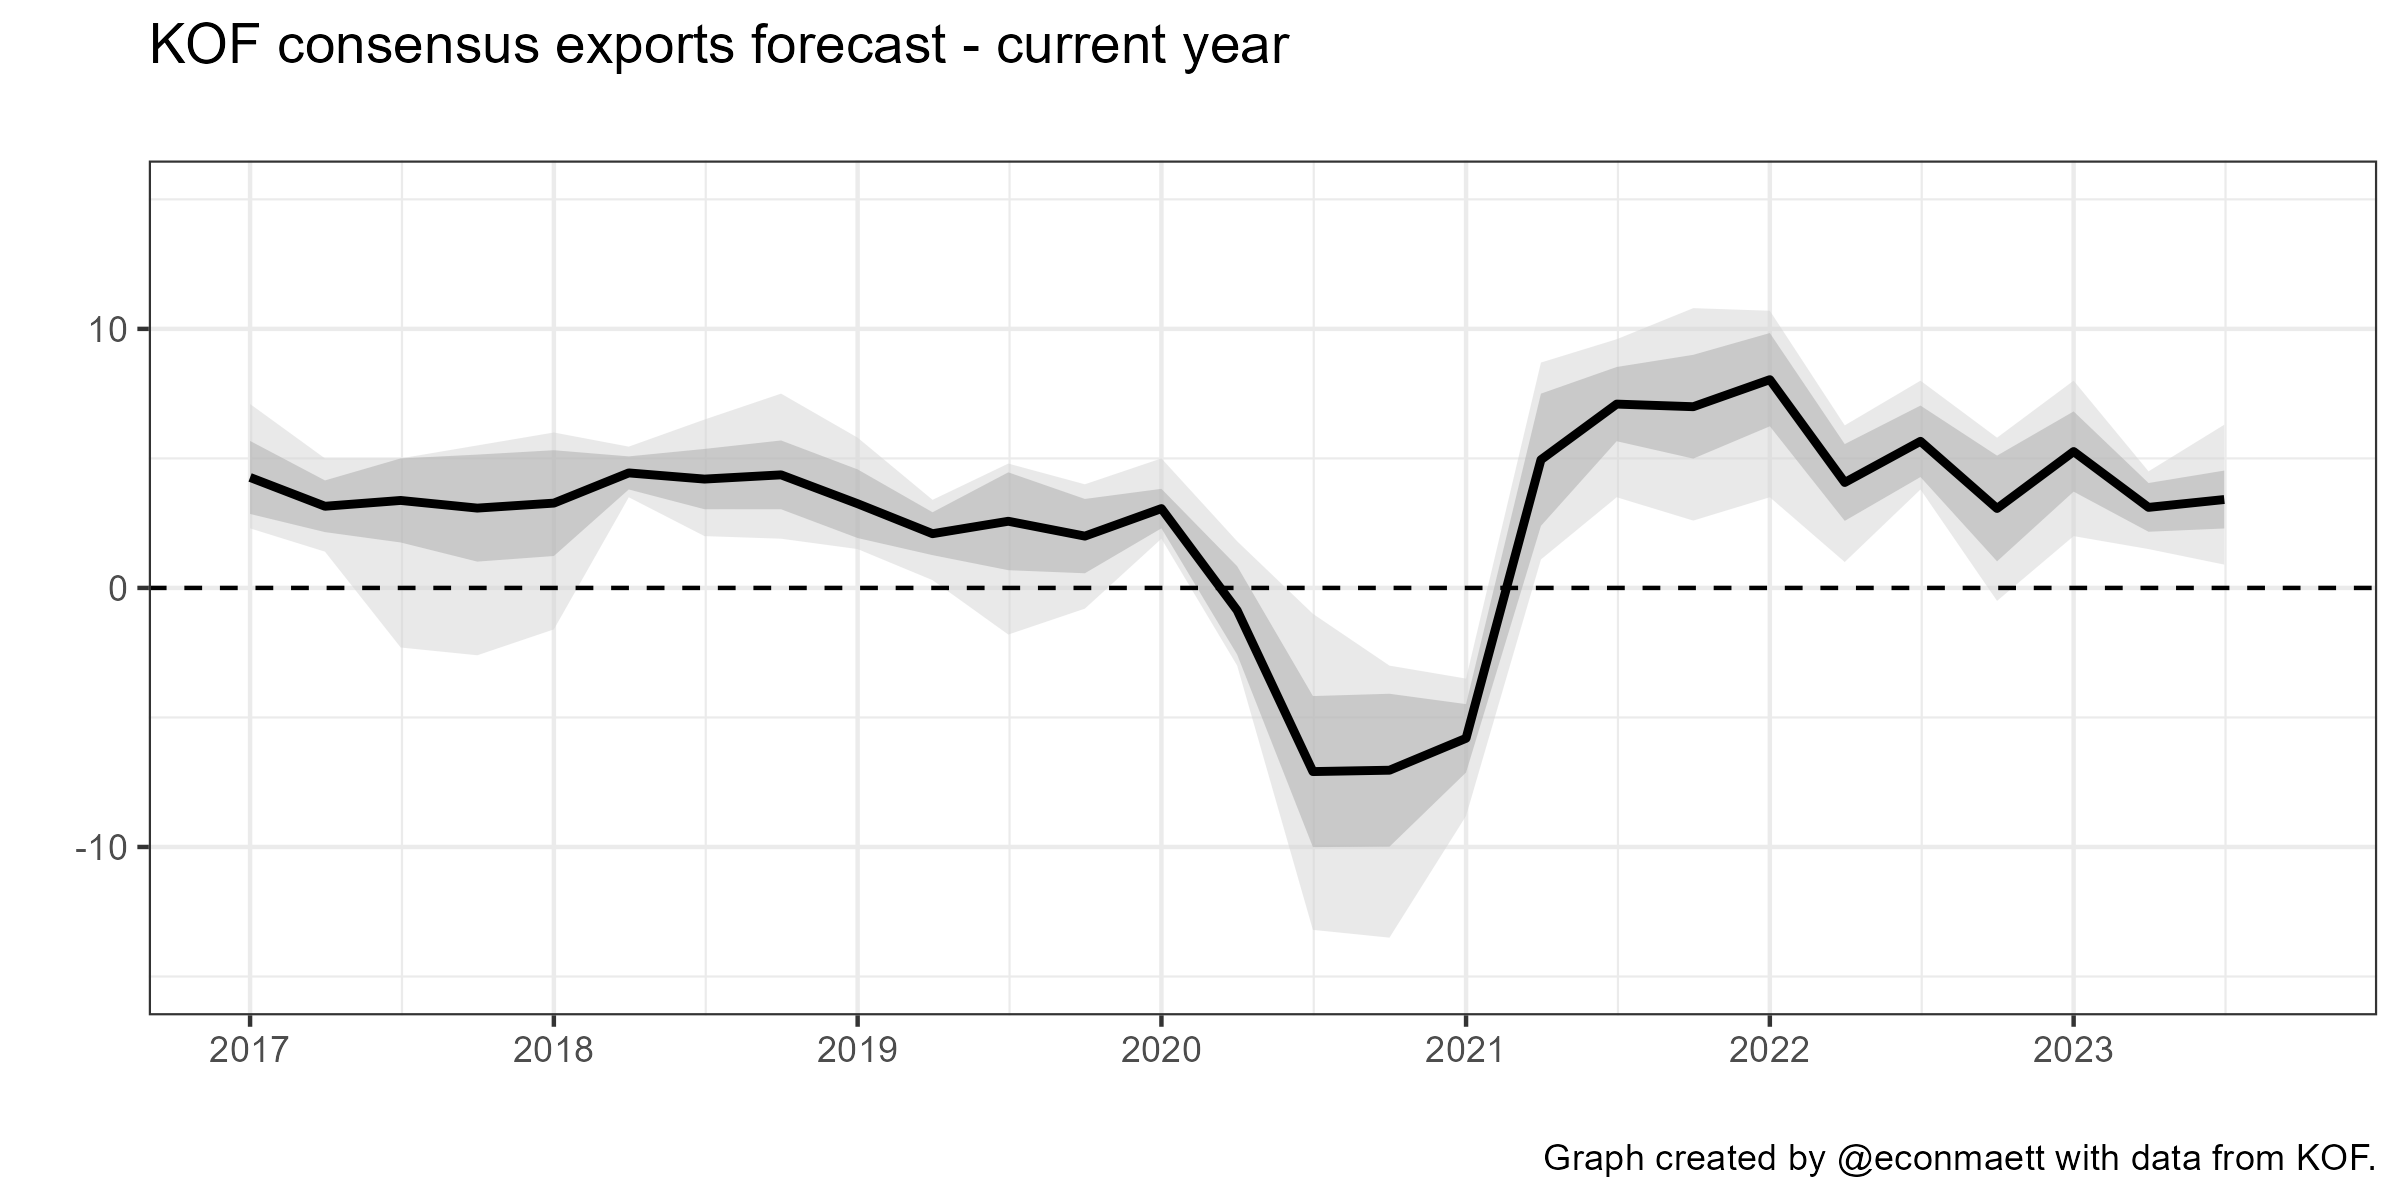 KOF consensus exports forecast - current year
10
0
-10
2017 2018 2019 2020 2021 2022 2023
Graph created by @econmaett with data from KOF.